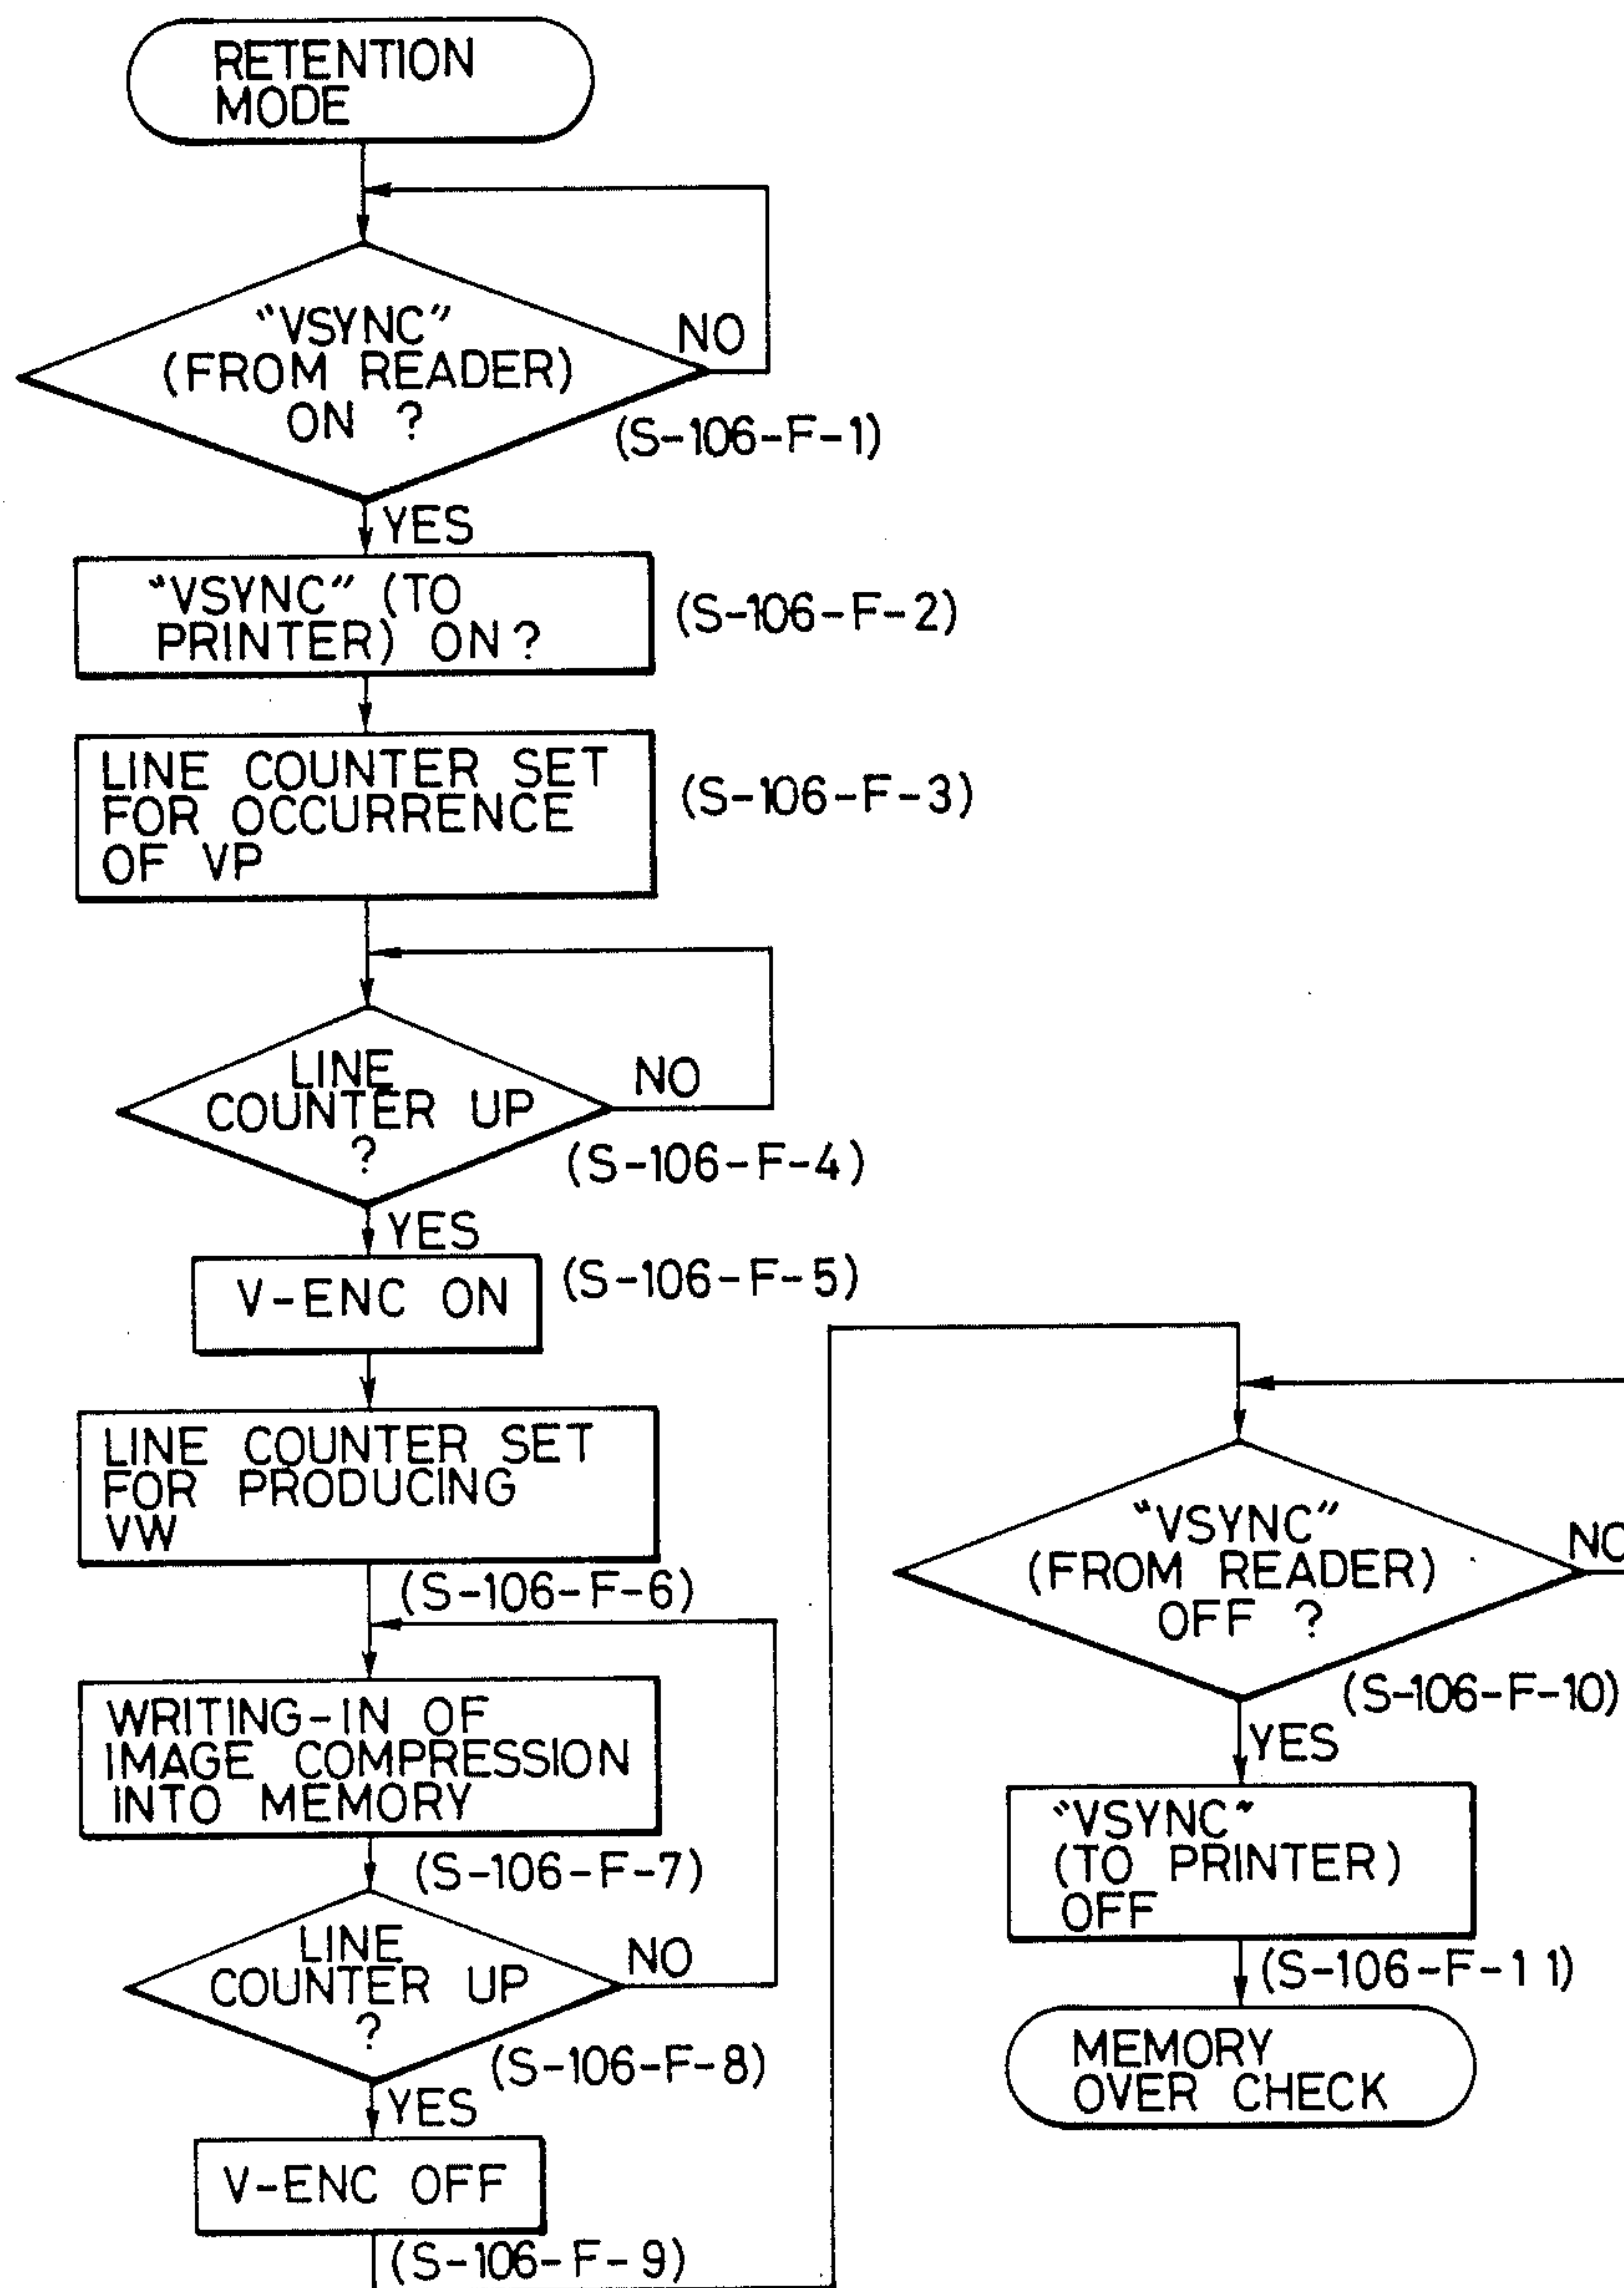 RETENTION
MODE
"VSYNC"
(FROM READER)
ON ?
NO
(S-106-F-1)
YES
"VSYNC" (TO
PRINTER) ON?
(S-106-F-2)
LINE COUNTER SET
FOR OCCURRENCE
OF VP
(S-106-F-3)
LINE
COUNTER UP
?
NO
(S-106-F-4)
YES
V-ENC ON
(S-106-F-5)
LINE COUNTER SET
FOR PRODUCING
VW
(S-106-F-6)
WRITING-IN OF
IMAGE COMPRESSION
INTO MEMORY
(S-106-F-7)
LINE
COUNTER UP
?
NO
(S-106-F-8)
YES
V-ENC OFF
(S-106-F-9)
"VSYNC"
(FROM READER)
OFF ?
NO
(S-106-F-10)
YES
"VSYNC"
(TO PRINTER)
OFF
(S-106-F-11)
MEMORY
OVER CHECK